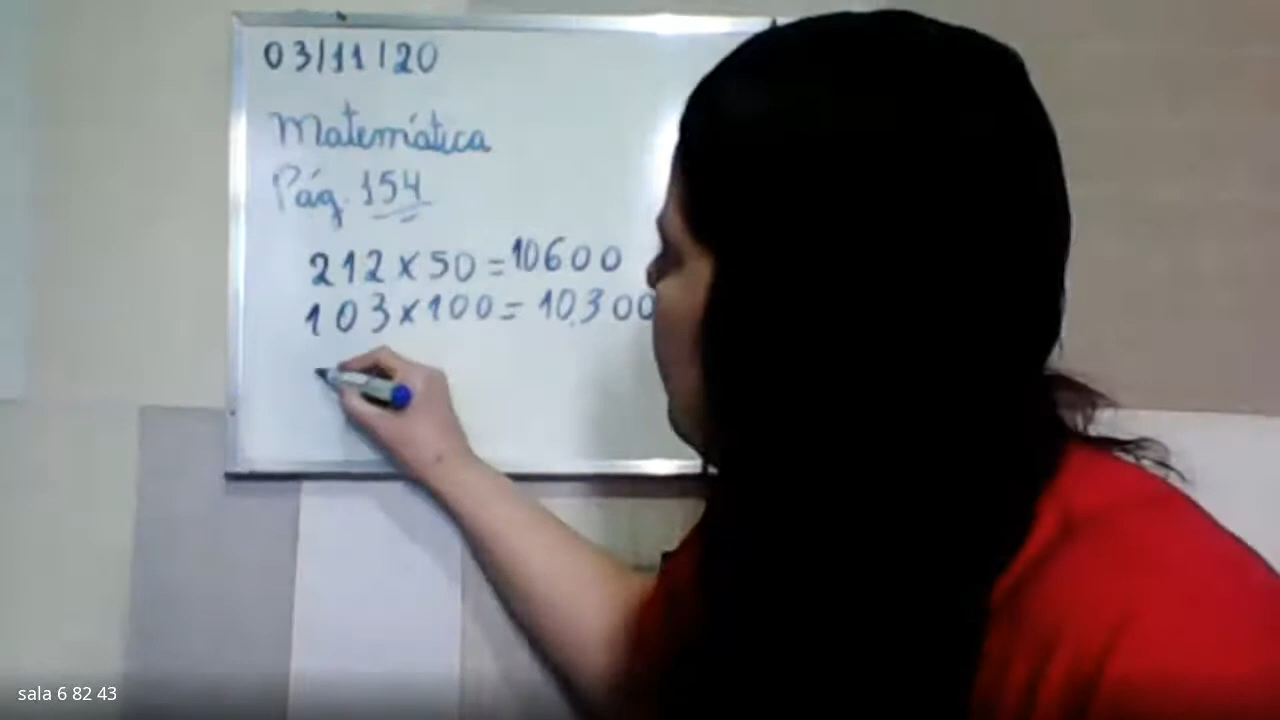 03/11/20
Matemática
Pág. 154
212 x 50 = 10600
103 x 100 = 10.300
sala 6 82 43